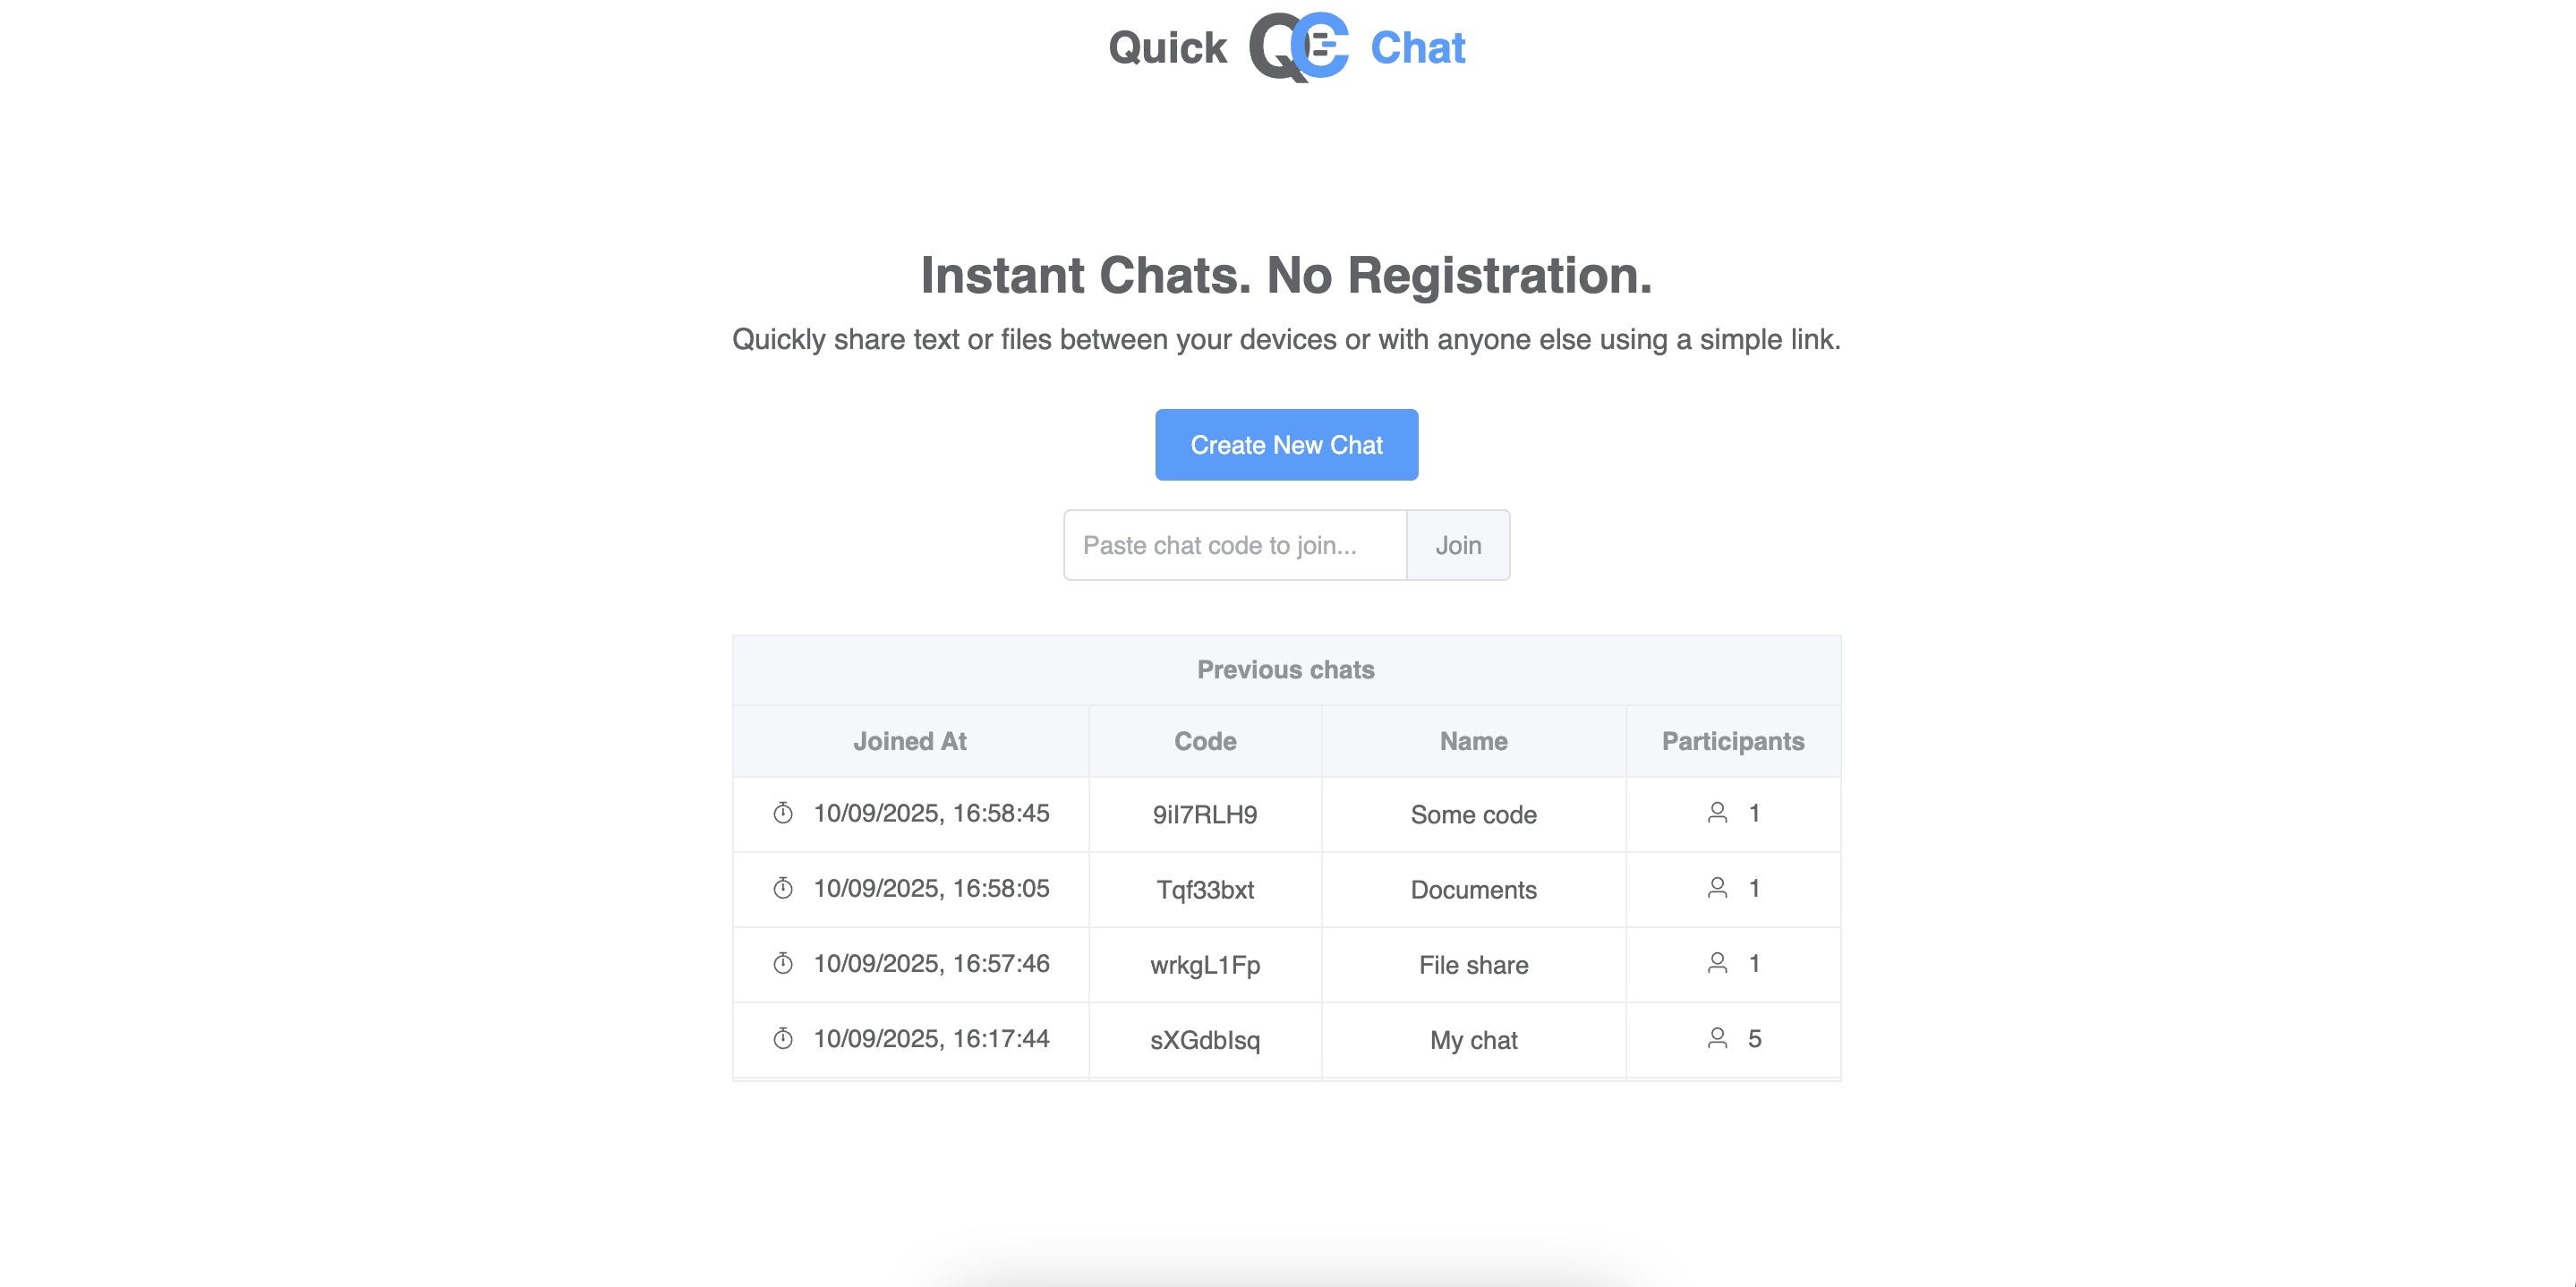 Quick QC Chat
Instant Chats. No Registration.
Quickly share text or files between your devices or with anyone else using a simple link.
Create New Chat
Paste chat code to join... Join
Previous chats
Joined At Code Name Participants
10/09/2025, 16:58:45 9iI7RLH9 Some code 1
10/09/2025, 16:58:05 Tqf33bxt Documents 1
10/09/2025, 16:57:46 wrkgL1Fp File share 1
10/09/2025, 16:17:44 sXGdbIsq My chat 5